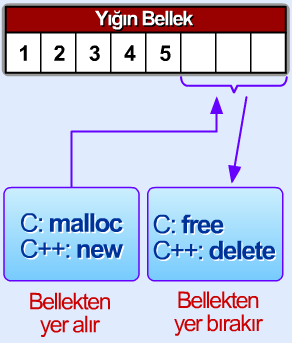 Yığın Bellek
1 2 3 4 5
C: malloc
C++: new
C: free
C++: delete
Bellekten
yer alır
Bellekten
yer bırakır